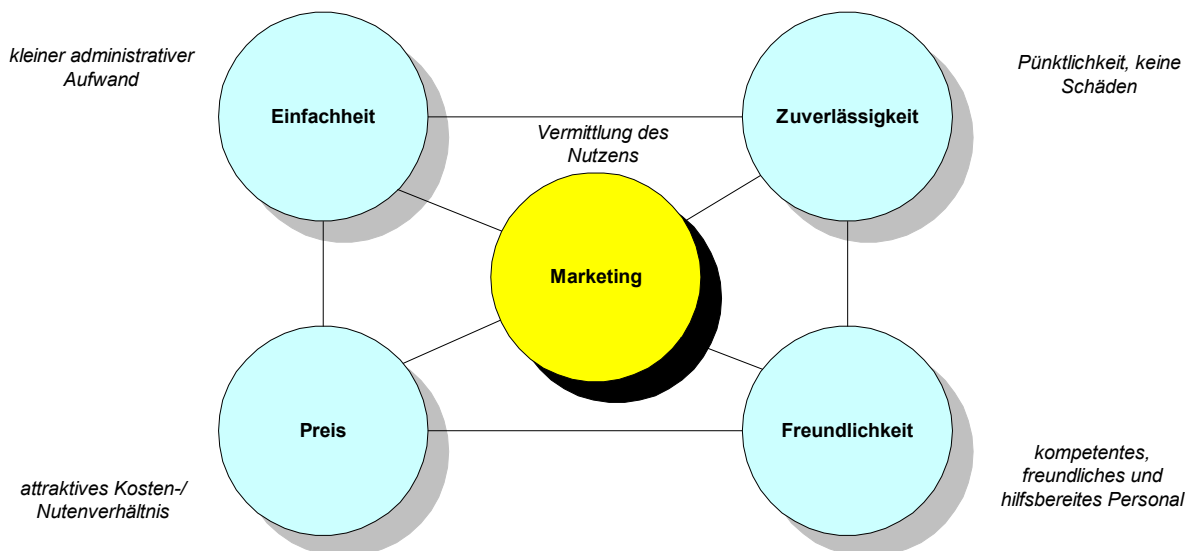 kleiner administrativer
Aufwand
Einfachheit
Zuverlässigkeit
Pünktlichkeit, keine
Schäden
Vermittlung des
Nutzens
Marketing
Preis
Freundlichkeit
attraktives Kosten-/
Nutenverhältnis
kompetentes,
freundliches und
hilfsbereites Personal